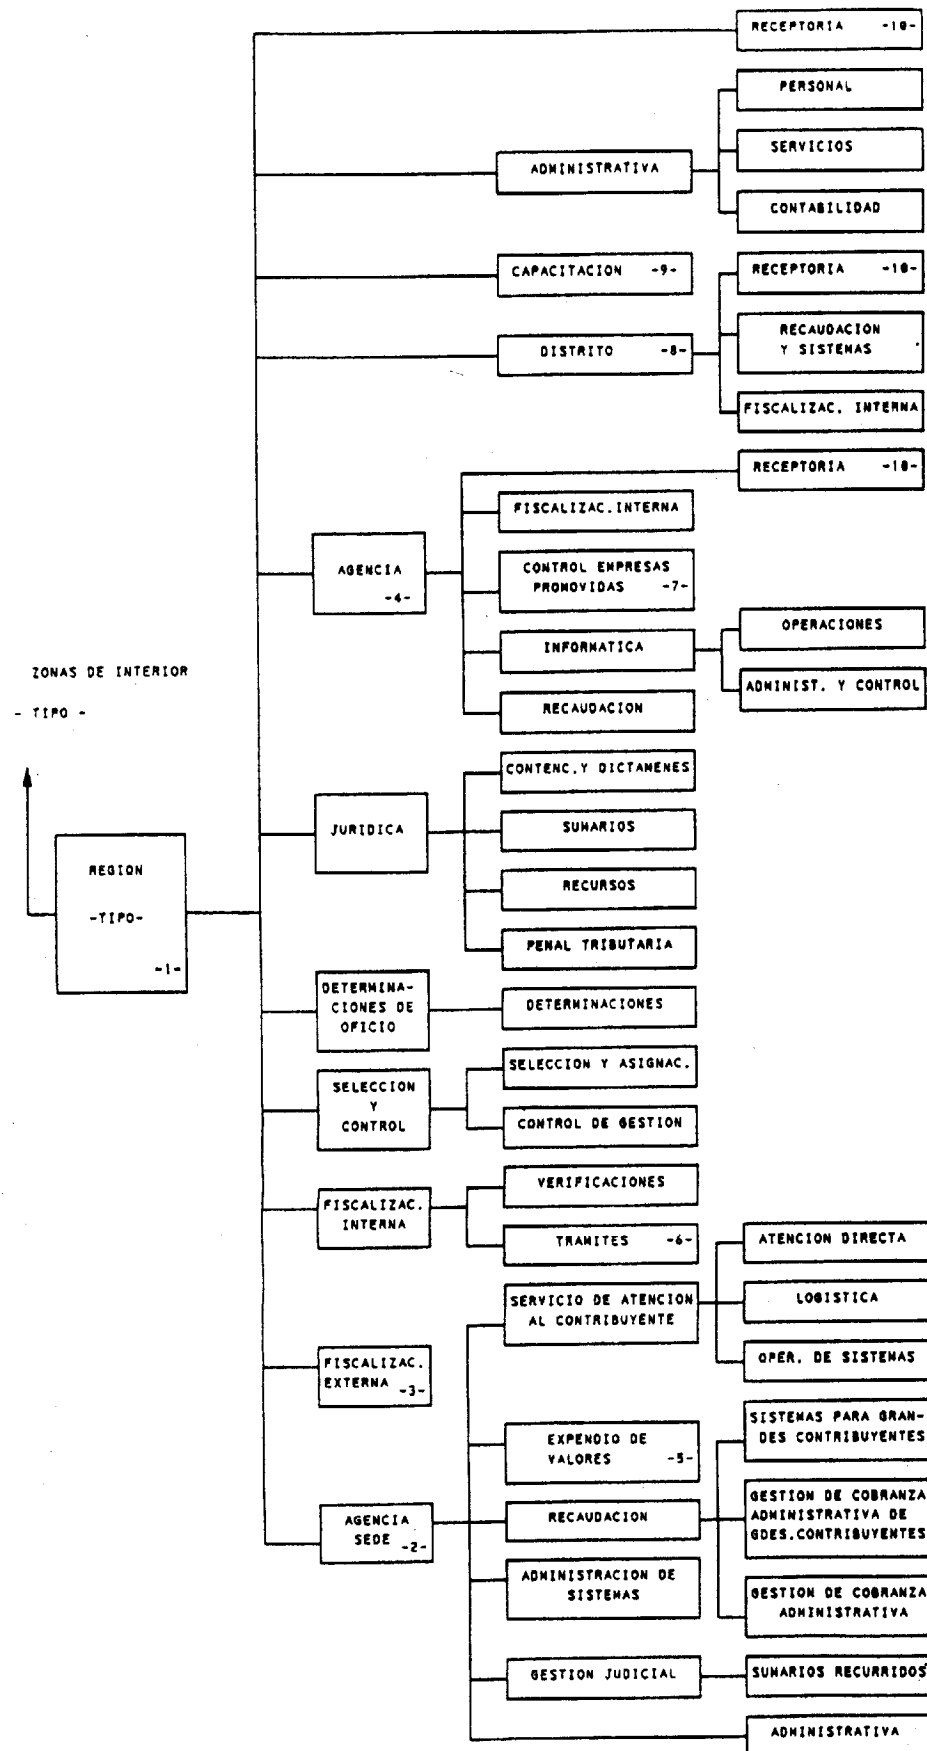 RECEPTORIA -10-
PERSONAL
SERVICIOS
ADMINISTRATIVA
CONTABILIDAD
CAPACITACION -9-
RECEPTORIA -10-
RECAUDACION
Y SISTEMAS
DISTRITO -8-
FISCALIZAC. INTERNA
RECEPTORIA -10-
FISCALIZAC.INTERNA
AGENCIA
-4-
CONTROL EMPRESAS
PROMOVIDAS -7-
OPERACIONES
INFORMATICA
ADMINIST. Y CONTROL
RECAUDACION
ZONAS DE INTERIOR
- TIPO -
CONTENC.Y DICTAMENES
JURIDICA
SUMARIOS
RECURSOS
PENAL TRIBUTARIA
REGION
-TIPO-
-1-
DETERMINA-
CIONES DE
OFICIO
DETERMINACIONES
SELECCION
Y
CONTROL
SELECCION Y ASIGNAC.
CONTROL DE GESTION
FISCALIZAC.
INTERNA
VERIFICACIONES
TRAMITES -6-
SERVICIO DE ATENCION
AL CONTRIBUYENTE
ATENCION DIRECTA
LOGISTICA
OPER. DE SISTEMAS
FISCALIZAC.
EXTERNA -3-
EXPENDIO DE
VALORES -5-
SISTEMAS PARA GRAN-
DES CONTRIBUYENTES
AGENCIA
SEDE -2-
RECAUDACION
GESTION DE COBRANZA
ADMINISTRATIVA DE
GDES.CONTRIBUYENTES
ADMINISTRACION DE
SISTEMAS
GESTION DE COBRANZA
ADMINISTRATIVA
GESTION JUDICIAL
SUMARIOS RECURRIDOS
ADMINISTRATIVA